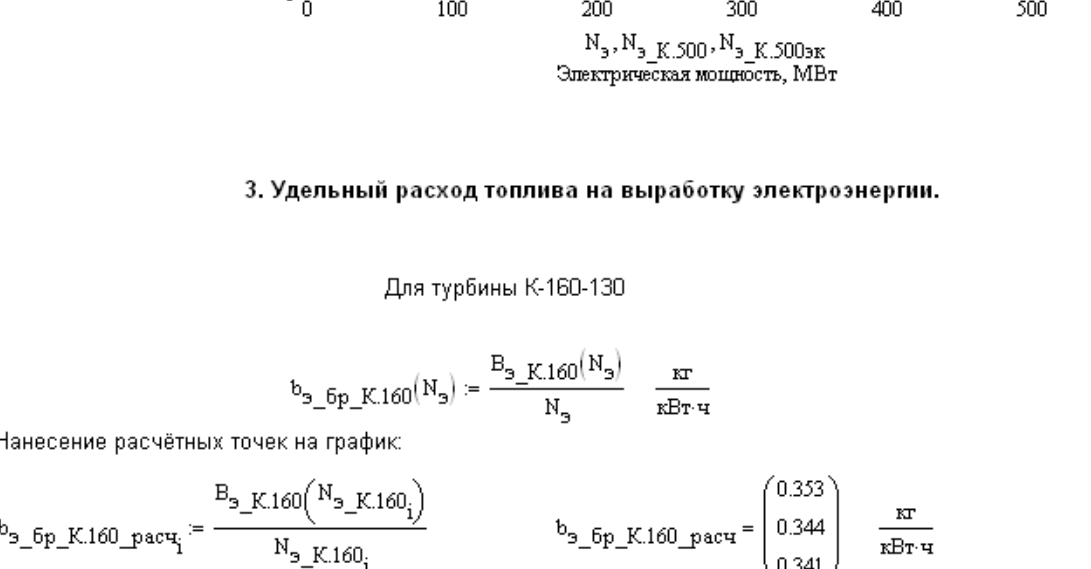 0 100 200 300 400 500
Nэ, Nэ_К.500, Nэ_К.500эк
Электрическая мощность, МВт
3. Удельный расход топлива на выработку электроэнергии.
Для турбины К-160-130
bэ_бр_К.160(Nэ) := Bэ_К.160(Nэ) / Nэ кг / кВт·ч
Нанесение расчётных точек на график:
bэ_бр_К.160_расчi := Bэ_К.160(Nэ_К.160i) / Nэ_К.160i bэ_бр_К.160_расч = (0.353 0.344 0.341 кг / кВт·ч